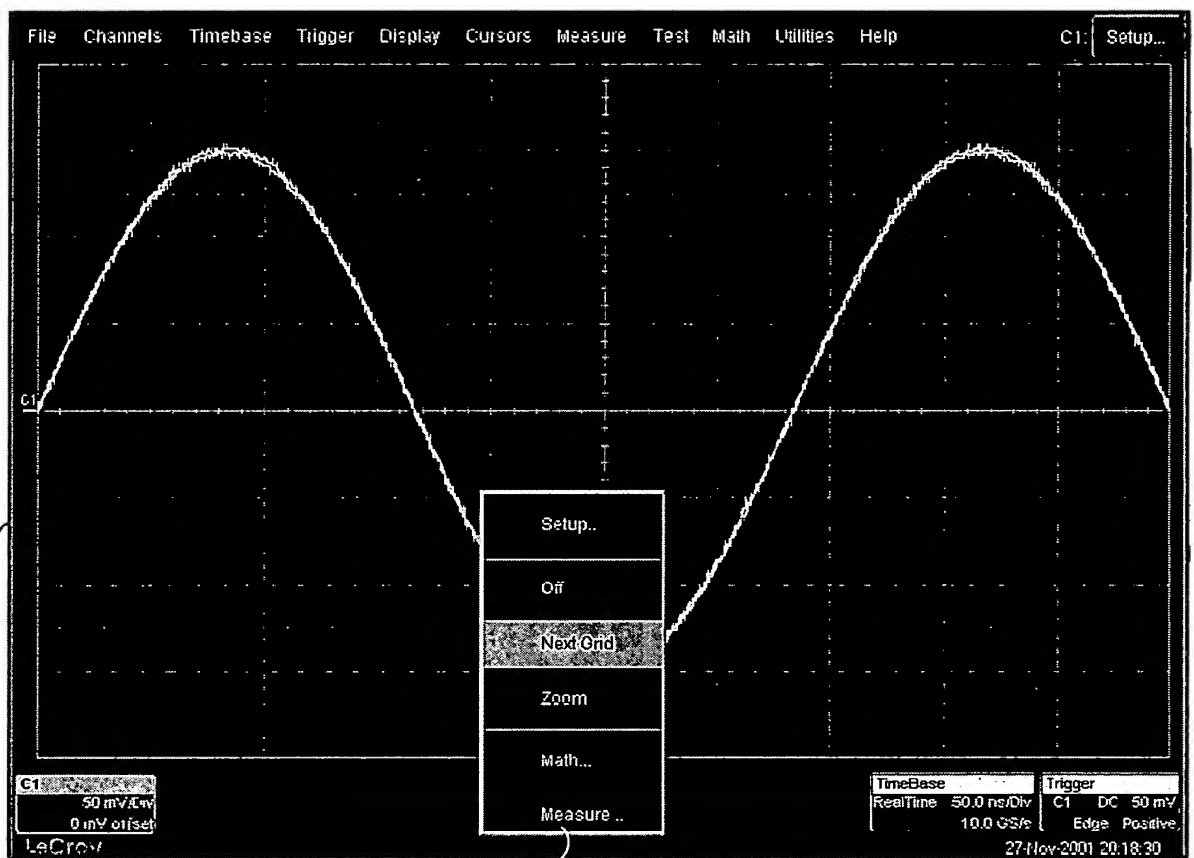 File Channels Timebase Trigger Display Cursors Measure Test Math Utilities Help C1: Setup...
C1
Setup..
Off
Next Grid
Zoom
Math...
Measure ..
C1
50 mV/Div
0 mV offset
TimeBase
RealTime 50.0 ns/Div
10.0 GS/s
Trigger
C1 DC 50 mV
Edge Positive
LeCroy
27-Nov-2001 20:18:30